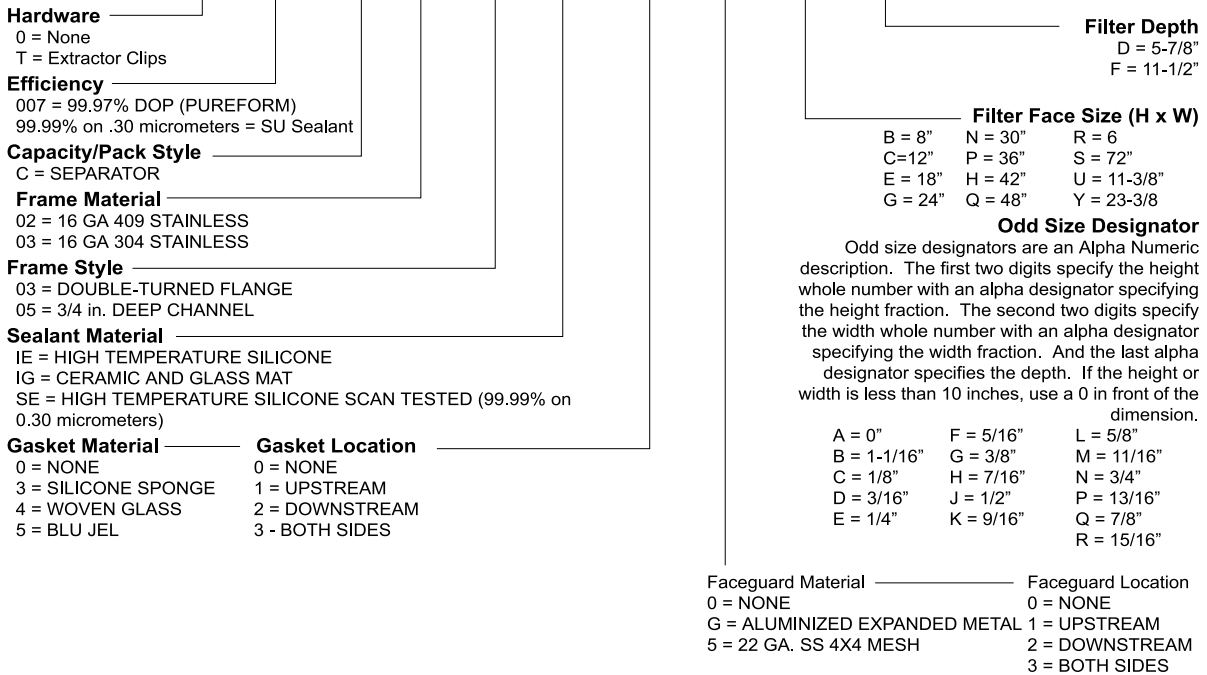 Hardware
0 = None
T = Extractor Clips
Efficiency
007 = 99.97% DOP (PUREFORM)
99.99% on .30 micrometers = SU Sealant
Capacity/Pack Style
C = SEPARATOR
Frame Material
02 = 16 GA 409 STAINLESS
03 = 16 GA 304 STAINLESS
Frame Style
03 = DOUBLE-TURNED FLANGE
05 = 3/4 in. DEEP CHANNEL
Sealant Material
IE = HIGH TEMPERATURE SILICONE
IG = CERAMIC AND GLASS MAT
SE = HIGH TEMPERATURE SILICONE SCAN TESTED (99.99% on
0.30 micrometers)
Gasket Material Gasket Location
0 = NONE 0 = NONE
3 = SILICONE SPONGE 1 = UPSTREAM
4 = WOVEN GLASS 2 = DOWNSTREAM
5 = BLU JEL 3 - BOTH SIDES
Filter Depth
D = 5-7/8”
F = 11-1/2”
Filter Face Size (H x W)
B = 8” N = 30” R = 6
C=12” P = 36” S = 72”
E = 18” H = 42” U = 11-3/8”
G = 24” Q = 48” Y = 23-3/8
Odd Size Designator
Odd size designators are an Alpha Numeric
description. The first two digits specify the height
whole number with an alpha designator specifying
the height fraction. The second two digits specify
the width whole number with an alpha designator
specifying the width fraction. And the last alpha
designator specifies the depth. If the height or
width is less than 10 inches, use a 0 in front of the
dimension.
A = 0” F = 5/16” L = 5/8”
B = 1-1/16” G = 3/8” M = 11/16”
C = 1/8” H = 7/16” N = 3/4”
D = 3/16” J = 1/2” P = 13/16”
E = 1/4” K = 9/16” Q = 7/8”
R = 15/16”
Faceguard Material Faceguard Location
0 = NONE 0 = NONE
G = ALUMINIZED EXPANDED METAL 1 = UPSTREAM
5 = 22 GA. SS 4X4 MESH 2 = DOWNSTREAM
3 = BOTH SIDES